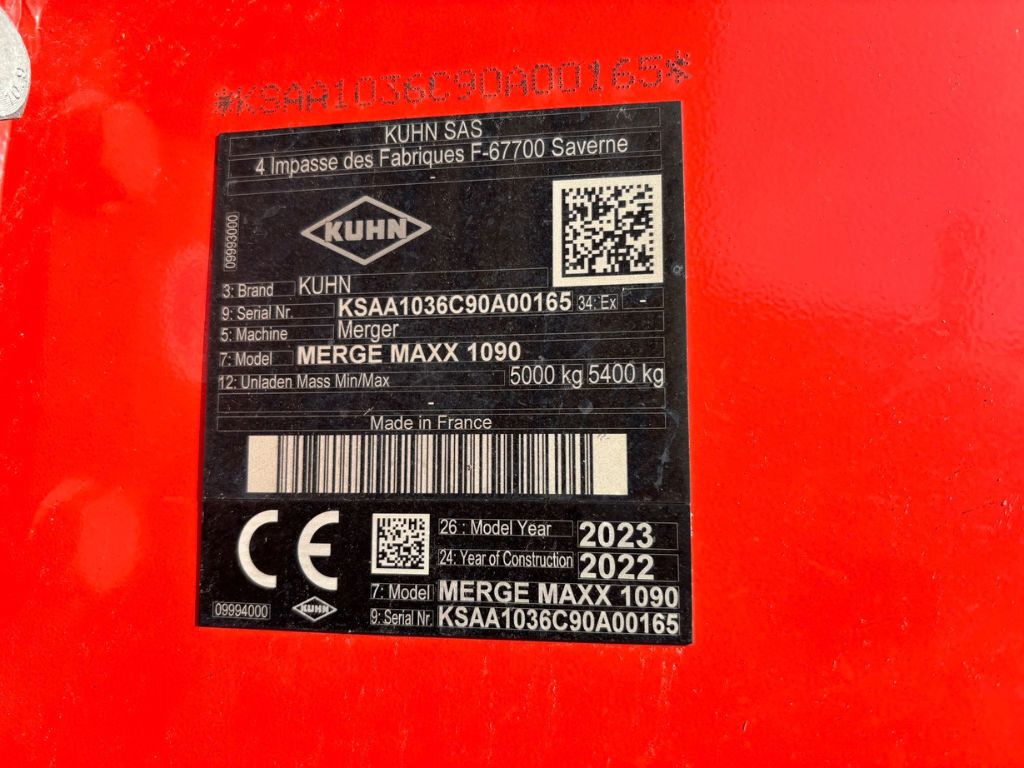 *KSAA1036C90A00165*
KUHN SAS
4 Impasse des Fabriques F-67700 Saverne
-
KUHN
09993000
3: Brand KUHN
9: Serial Nr. KSAA1036C90A00165 34: Ex -
5: Machine Merger
7: Model MERGE MAXX 1090
12: Unladen Mass Min/Max 5000 kg 5400 kg
-
Made in France
CE
26 : Model Year 2023
24: Year of Construction 2022
7: Model MERGE MAXX 1090
09994000 KUHN 9: Serial Nr. KSAA1036C90A00165